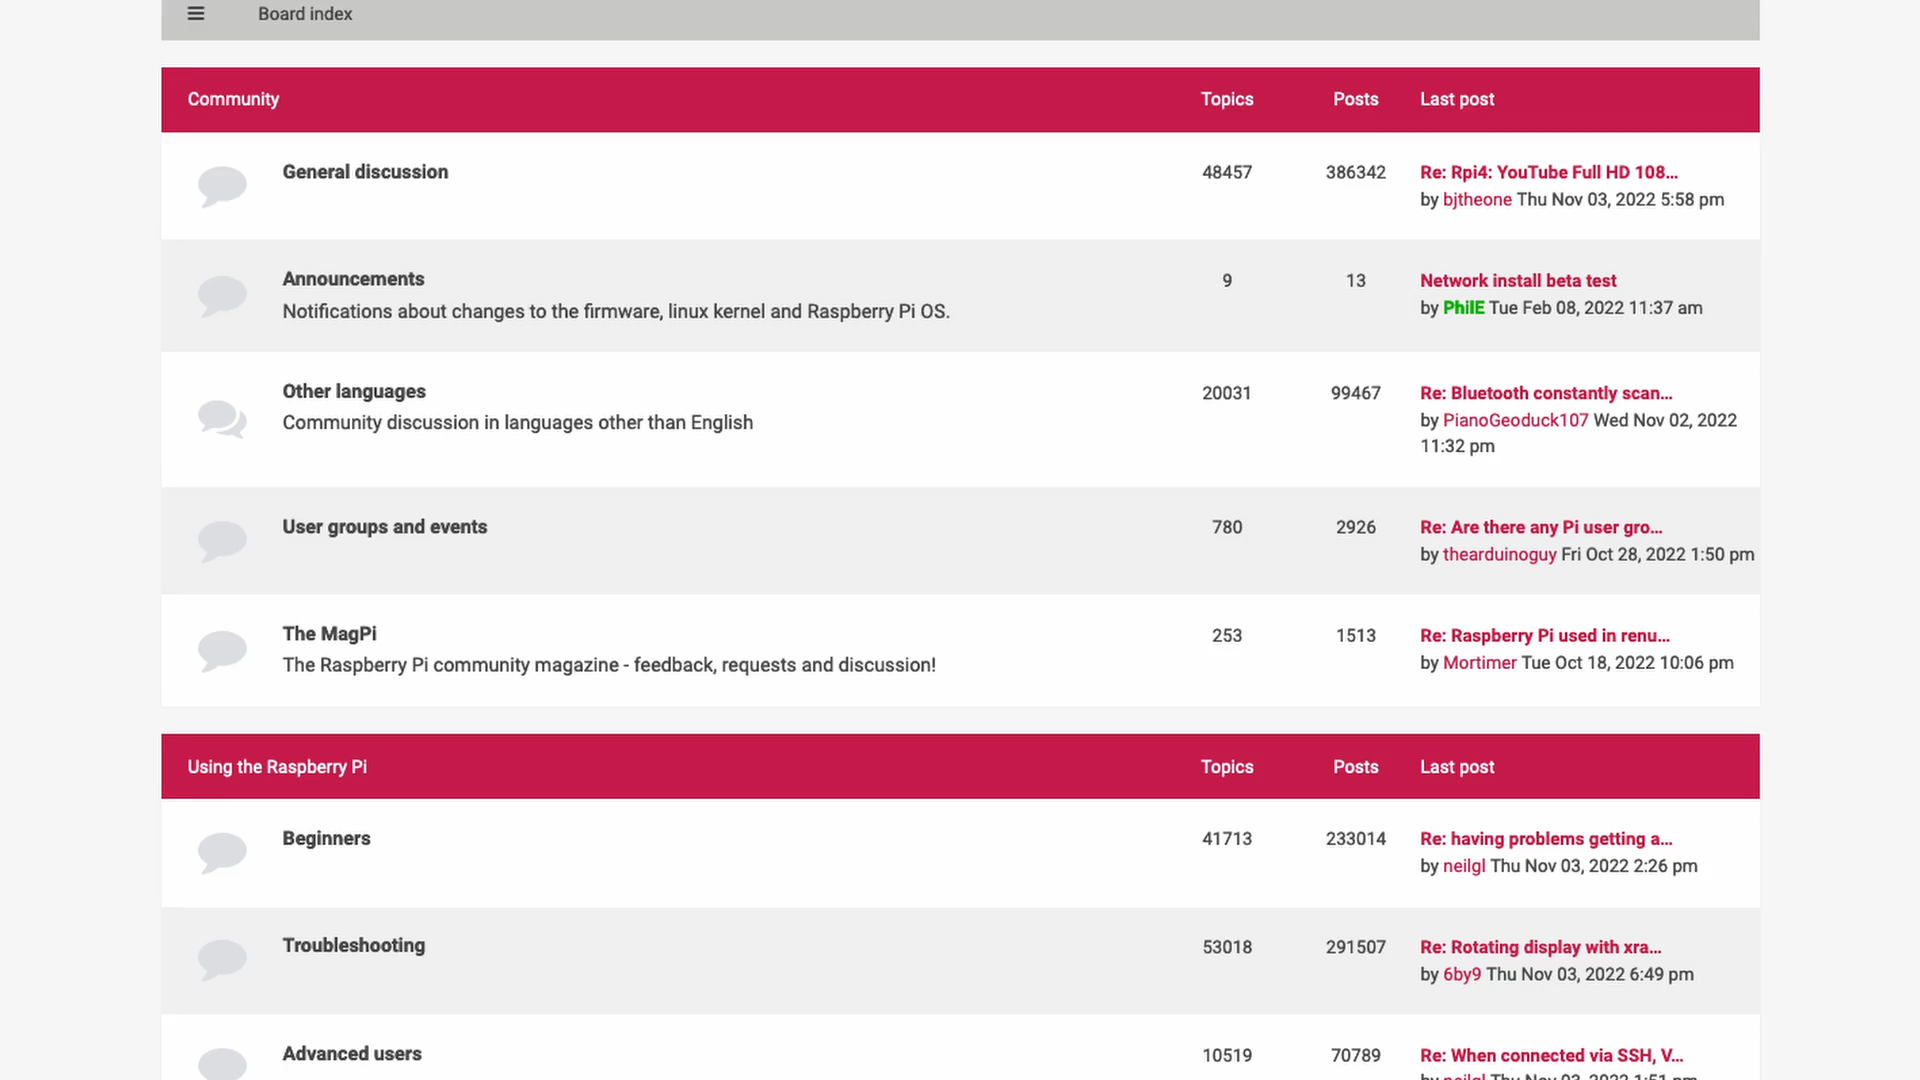 Board index
Community Topics Posts Last post
General discussion 48457 386342 Re: Rpi4: YouTube Full HD 108...
by bjtheone Thu Nov 03, 2022 5:58 pm
Announcements 9 13 Network install beta test
Notifications about changes to the firmware, linux kernel and Raspberry Pi OS. by PhilE Tue Feb 08, 2022 11:37 am
Other languages 20031 99467 Re: Bluetooth constantly scan...
Community discussion in languages other than English by PianoGeoduck107 Wed Nov 02, 2022
11:32 pm
User groups and events 780 2926 Re: Are there any Pi user gro...
by thearduinoguy Fri Oct 28, 2022 1:50 pm
The MagPi 253 1513 Re: Raspberry Pi used in renu...
The Raspberry Pi community magazine - feedback, requests and discussion! by Mortimer Tue Oct 18, 2022 10:06 pm
Using the Raspberry Pi Topics Posts Last post
Beginners 41713 233014 Re: having problems getting a...
by neilgl Thu Nov 03, 2022 2:26 pm
Troubleshooting 53018 291507 Re: Rotating display with xra...
by 6by9 Thu Nov 03, 2022 6:49 pm
Advanced users 10519 70789 Re: When connected via SSH, V...
by neilgl Thu Nov 03, 2022 1:51 pm